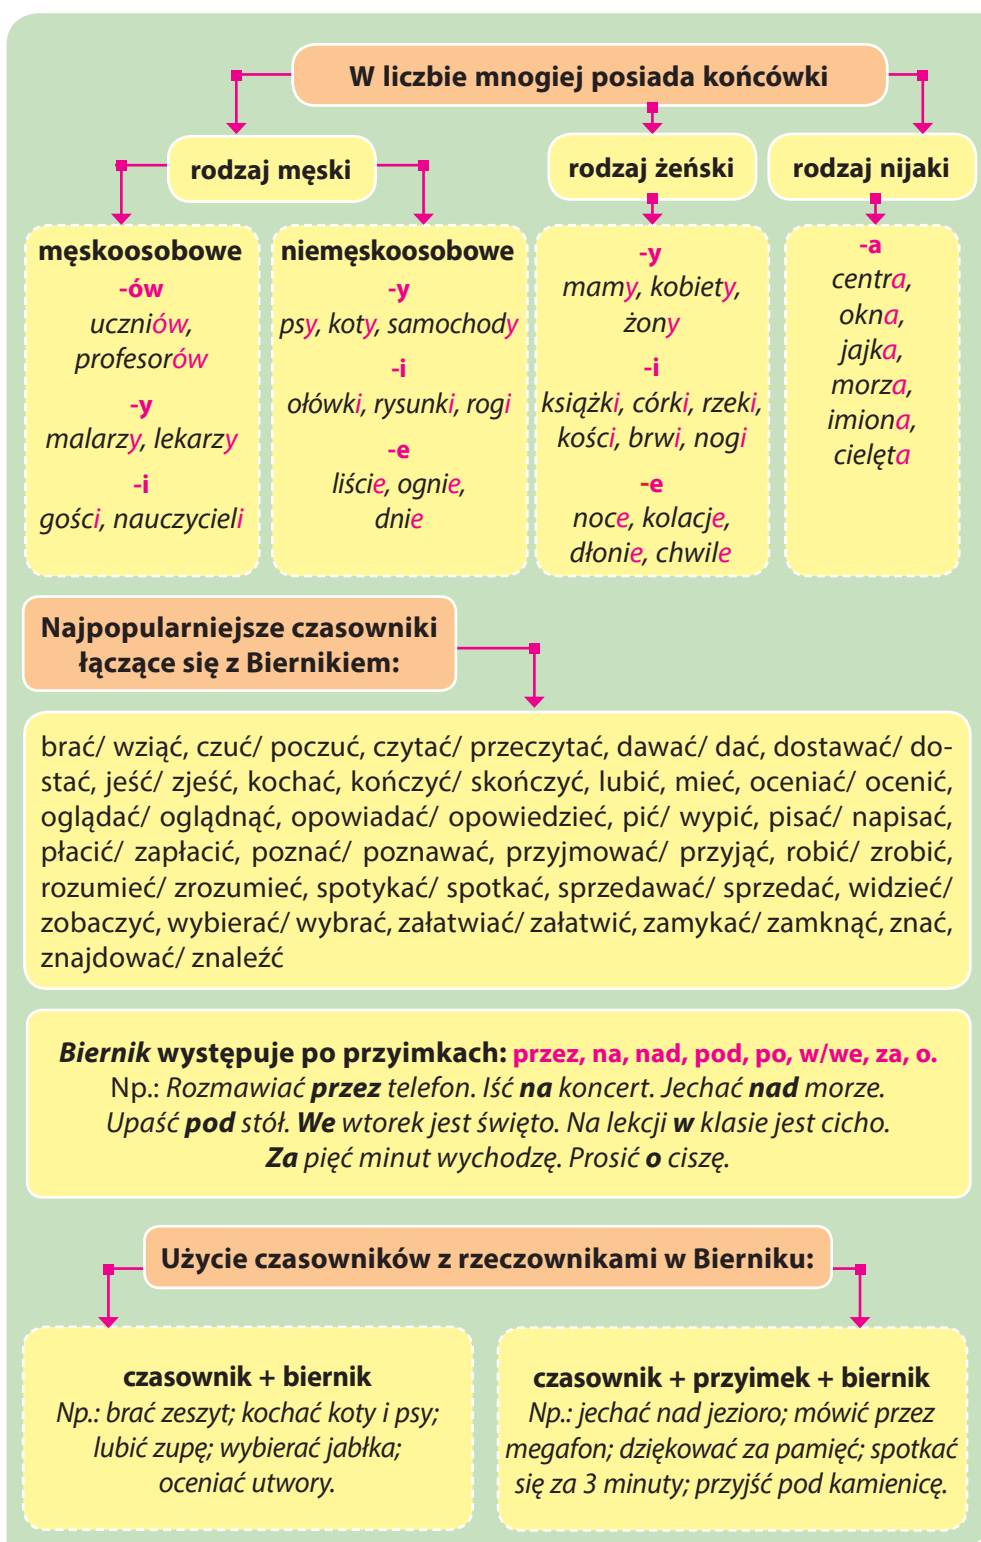 W liczbie mnogiej posiada końcówki
rodzaj męski
rodzaj żeński
rodzaj nijaki
męskoosobowe
-ów
uczniów,
profesorów
-y
malarzy, lekarzy
-i
gości, nauczycieli
niemęskoosobowe
-y
psy, koty, samochody
-i
ołówki, rysunki, rogi
-e
liście, ognie,
dnie
-y
mamy, kobiety,
żony
-i
książki, córki, rzeki,
kości, brwi, nogi
-e
noce, kolacje,
dłonie, chwile
-a
centra,
okna,
jajka,
morza,
imiona,
cielęta
Najpopularniejsze czasowniki
łączące się z Biernikiem:
brać/ wziąć, czuć/ poczuć, czytać/ przeczytać, dawać/ dać, dostawać/ do-
stać, jeść/ zjeść, kochać, kończyć/ skończyć, lubić, mieć, oceniać/ ocenić,
oglądać/ oglądnąć, opowiadać/ opowiedzieć, pić/ wypić, pisać/ napisać,
płacić/ zapłacić, poznać/ poznawać, przyjmować/ przyjąć, robić/ zrobić,
rozumieć/ zrozumieć, spotykać/ spotkać, sprzedawać/ sprzedać, widzieć/
zobaczyć, wybierać/ wybrać, załatwiać/ załatwić, zamykać/ zamknąć, znać,
znajdować/ znaleźć
Biernik występuje po przyimkach: przez, na, nad, pod, po, w/we, za, o.
Np.: Rozmawiać przez telefon. Iść na koncert. Jechać nad morze.
Upaść pod stół. We wtorek jest święto. Na lekcji w klasie jest cicho.
Za pięć minut wychodzę. Prosić o ciszę.
Użycie czasowników z rzeczownikami w Bierniku:
czasownik + biernik
Np.: brać zeszyt; kochać koty i psy;
lubić zupę; wybierać jabłka;
oceniać utwory.
czasownik + przyimek + biernik
Np.: jechać nad jezioro; mówić przez
megafon; dziękować za pamięć; spotkać
się za 3 minuty; przyjść pod kamienicę.